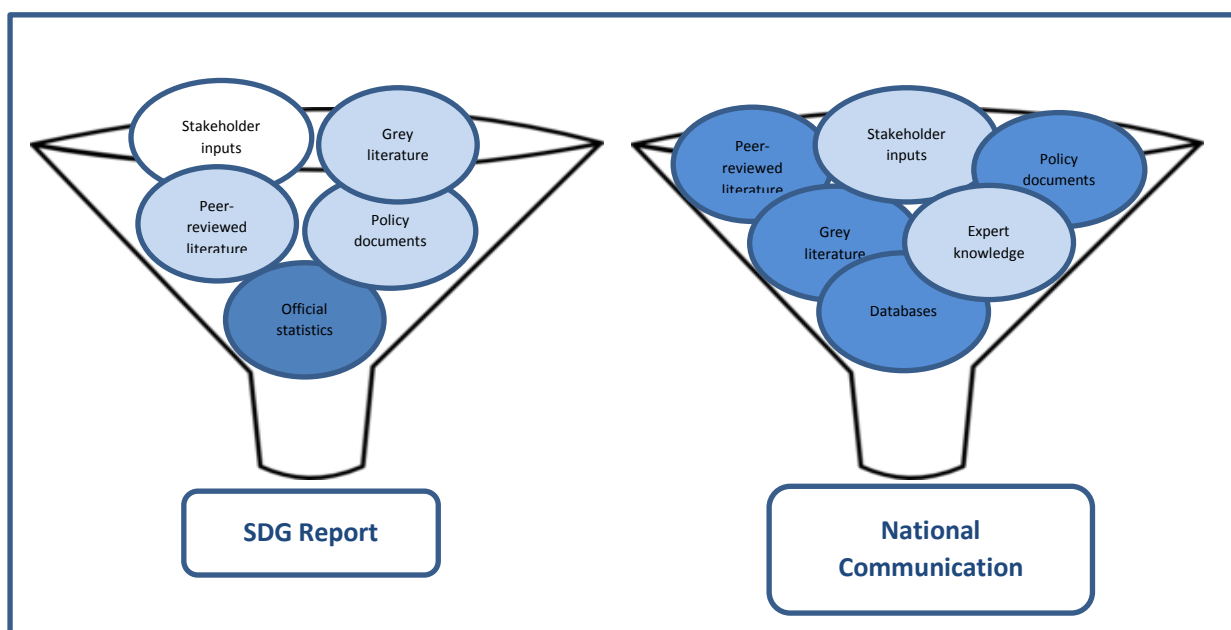 Stakeholder
inputs
Grey
literature
Peer-
reviewed
literature
Policy
documents
Official
statistics
SDG Report
Peer-
reviewed
literature
Stakeholder
inputs
Policy
documents
Grey
literature
Expert
knowledge
Databases
National
Communication